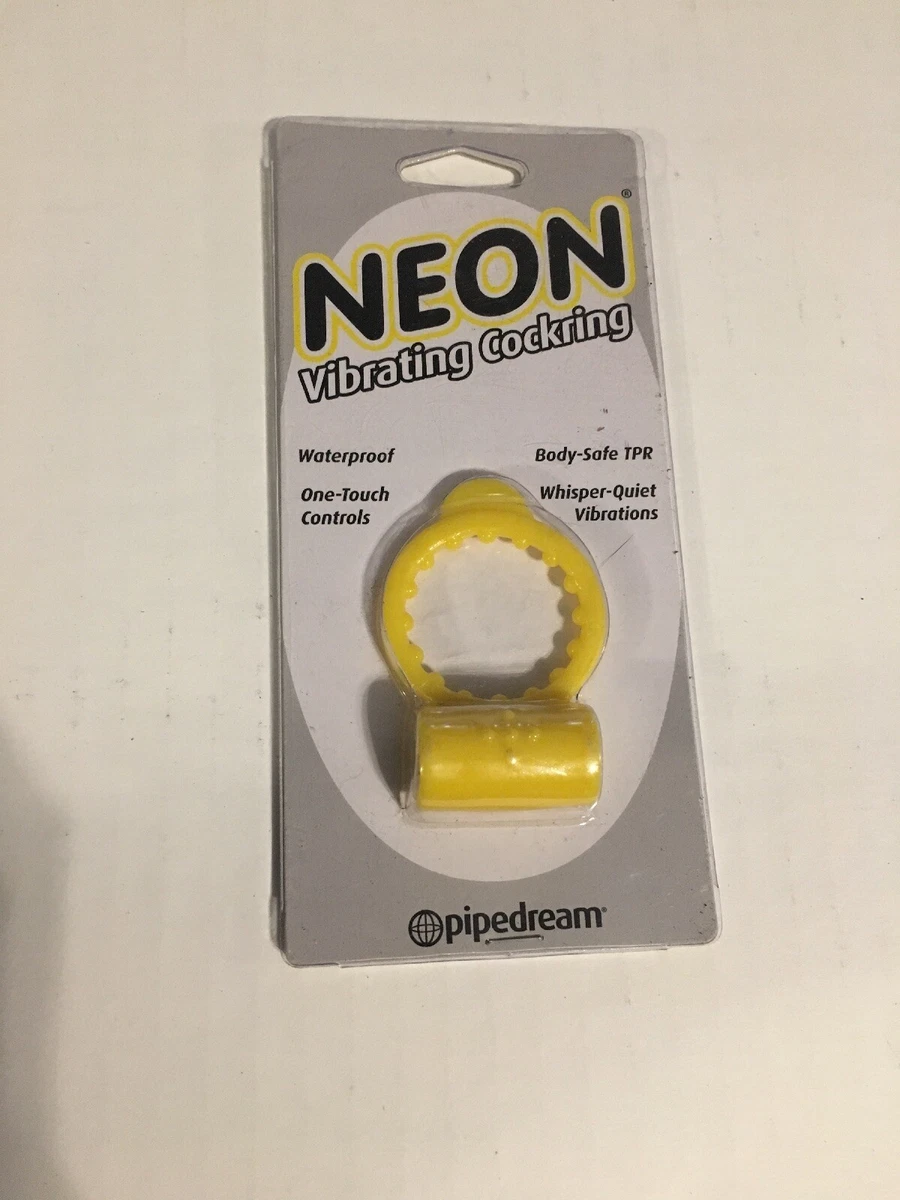 NEON®
Vibrating Cockring
Waterproof
Body-Safe TPR
One-Touch
Controls
Whisper-Quiet
Vibrations
pipedream®